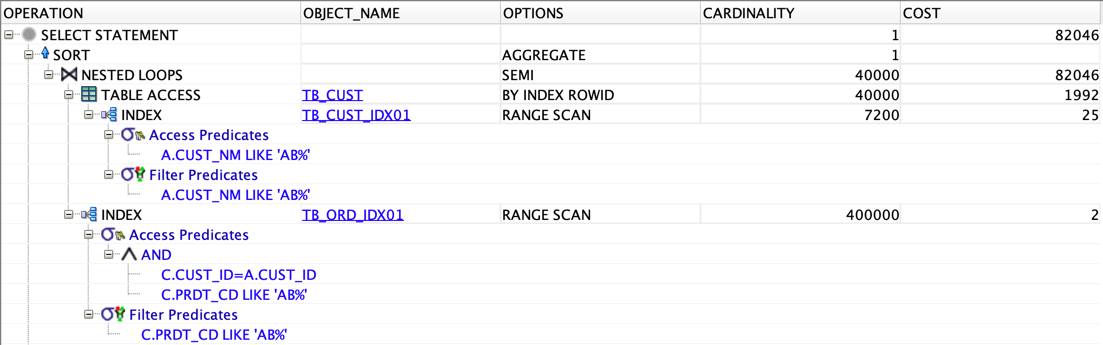 OPERATION OBJECT_NAME OPTIONS CARDINALITY COST
SELECT STATEMENT 1 82046
SORT AGGREGATE 1
NESTED LOOPS SEMI 40000 82046
TABLE ACCESS TB_CUST BY INDEX ROWID 40000 1992
INDEX TB_CUST_IDX01 RANGE SCAN 7200 25
Access Predicates
A.CUST_NM LIKE 'AB%'
Filter Predicates
A.CUST_NM LIKE 'AB%'
INDEX TB_ORD_IDX01 RANGE SCAN 400000 2
Access Predicates
AND
C.CUST_ID=A.CUST_ID
C.PRDT_CD LIKE 'AB%'
Filter Predicates
C.PRDT_CD LIKE 'AB%'